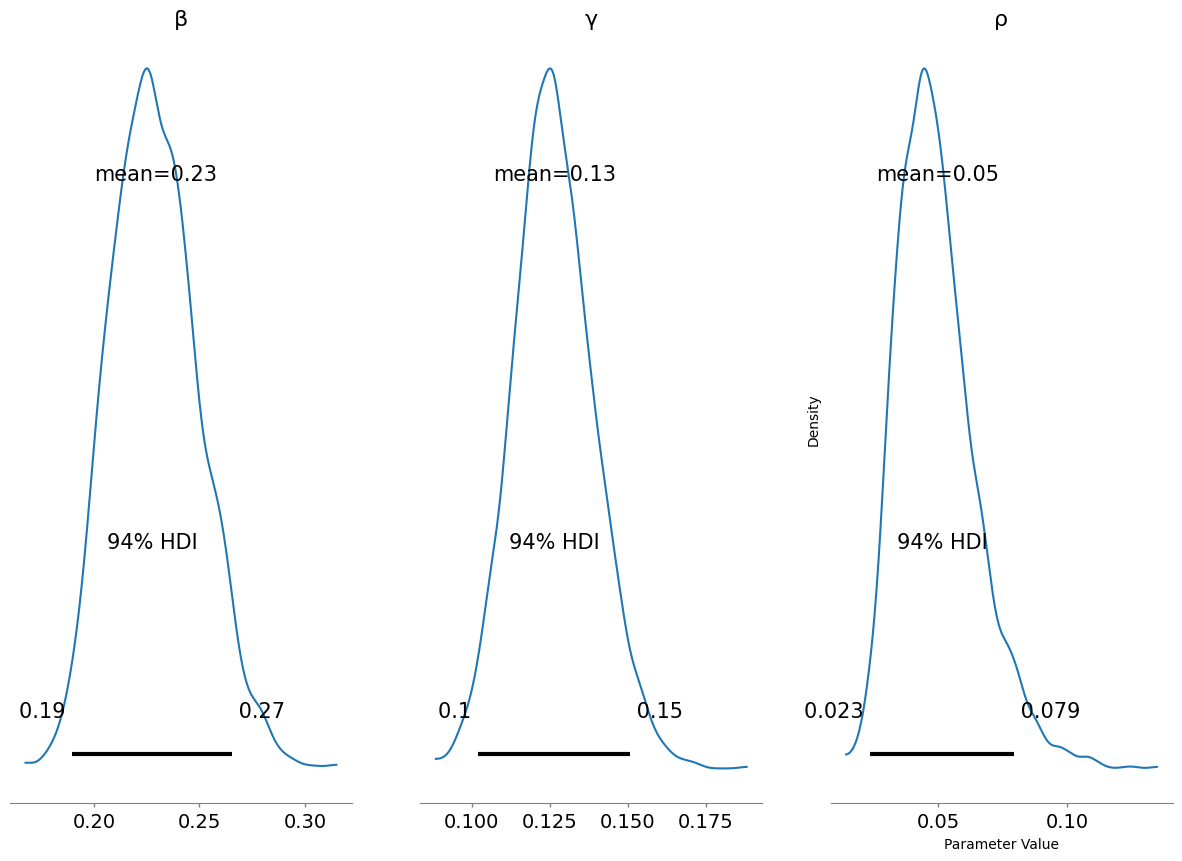 β
mean=0.23
94% HDI
0.19
0.27
0.20
0.25
0.30
γ
mean=0.13
94% HDI
0.1
0.15
0.100
0.125
0.150
0.175
ρ
mean=0.05
Density
94% HDI
0.023
0.079
0.05
0.10
Parameter Value